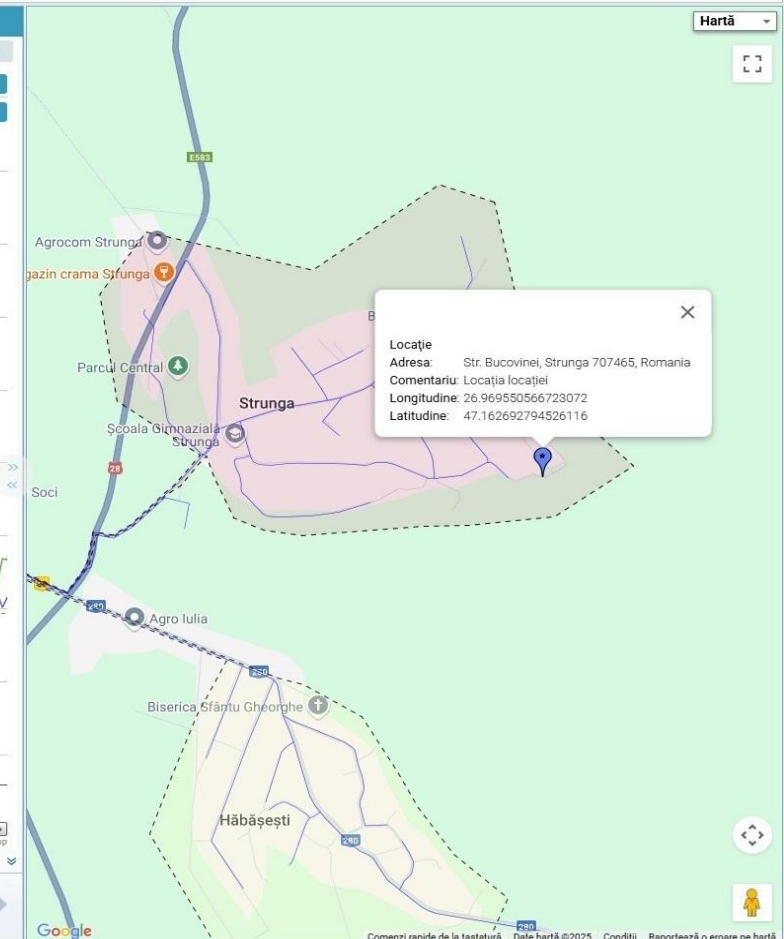 Hartă
E583
Agrocom Strunga
gazin crama Strunga
B
Locație
Adresa: Str. Bucovinei, Strunga 707465, Romania
Comentariu: Locația locației
Longitudine: 26.969550566723072
Latitudine: 47.162692794526116
Parcul Central
Strunga
Școala Gimnazială
Strunga
28
Soci
280
Agro Iulia
280
Biserica Sfântu Gheorghe
Hăbășești
280
280
Google
Comenzi rapide de la tastatură Date hartă ©2025 Condiții Raportează o eroare pe hartă